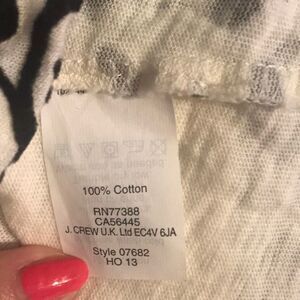 100% Cotton
RN77388
CA56445
J. CREW U.K. Ltd EC4V 6JA
Style 07682
HO 13